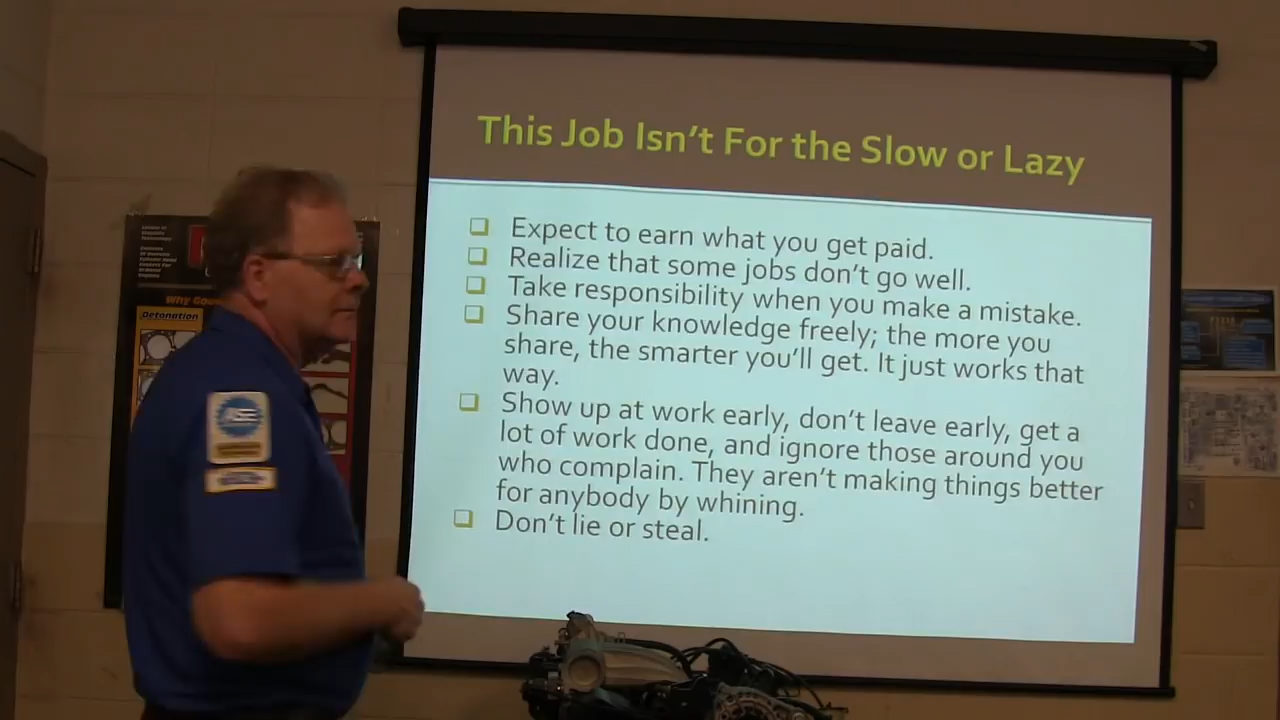 This Job Isn't For the Slow or Lazy
Expect to earn what you get paid.
Realize that some jobs don't go well.
Take responsibility when you make a mistake.
Share your knowledge freely; the more you
share, the smarter you'll get. It just works that
way.
Show up at work early, don't leave early, get a
lot of work done, and ignore those around you
who complain. They aren't making things better
for anybody by whining.
Don't lie or steal.
Why
Detonation
ASE